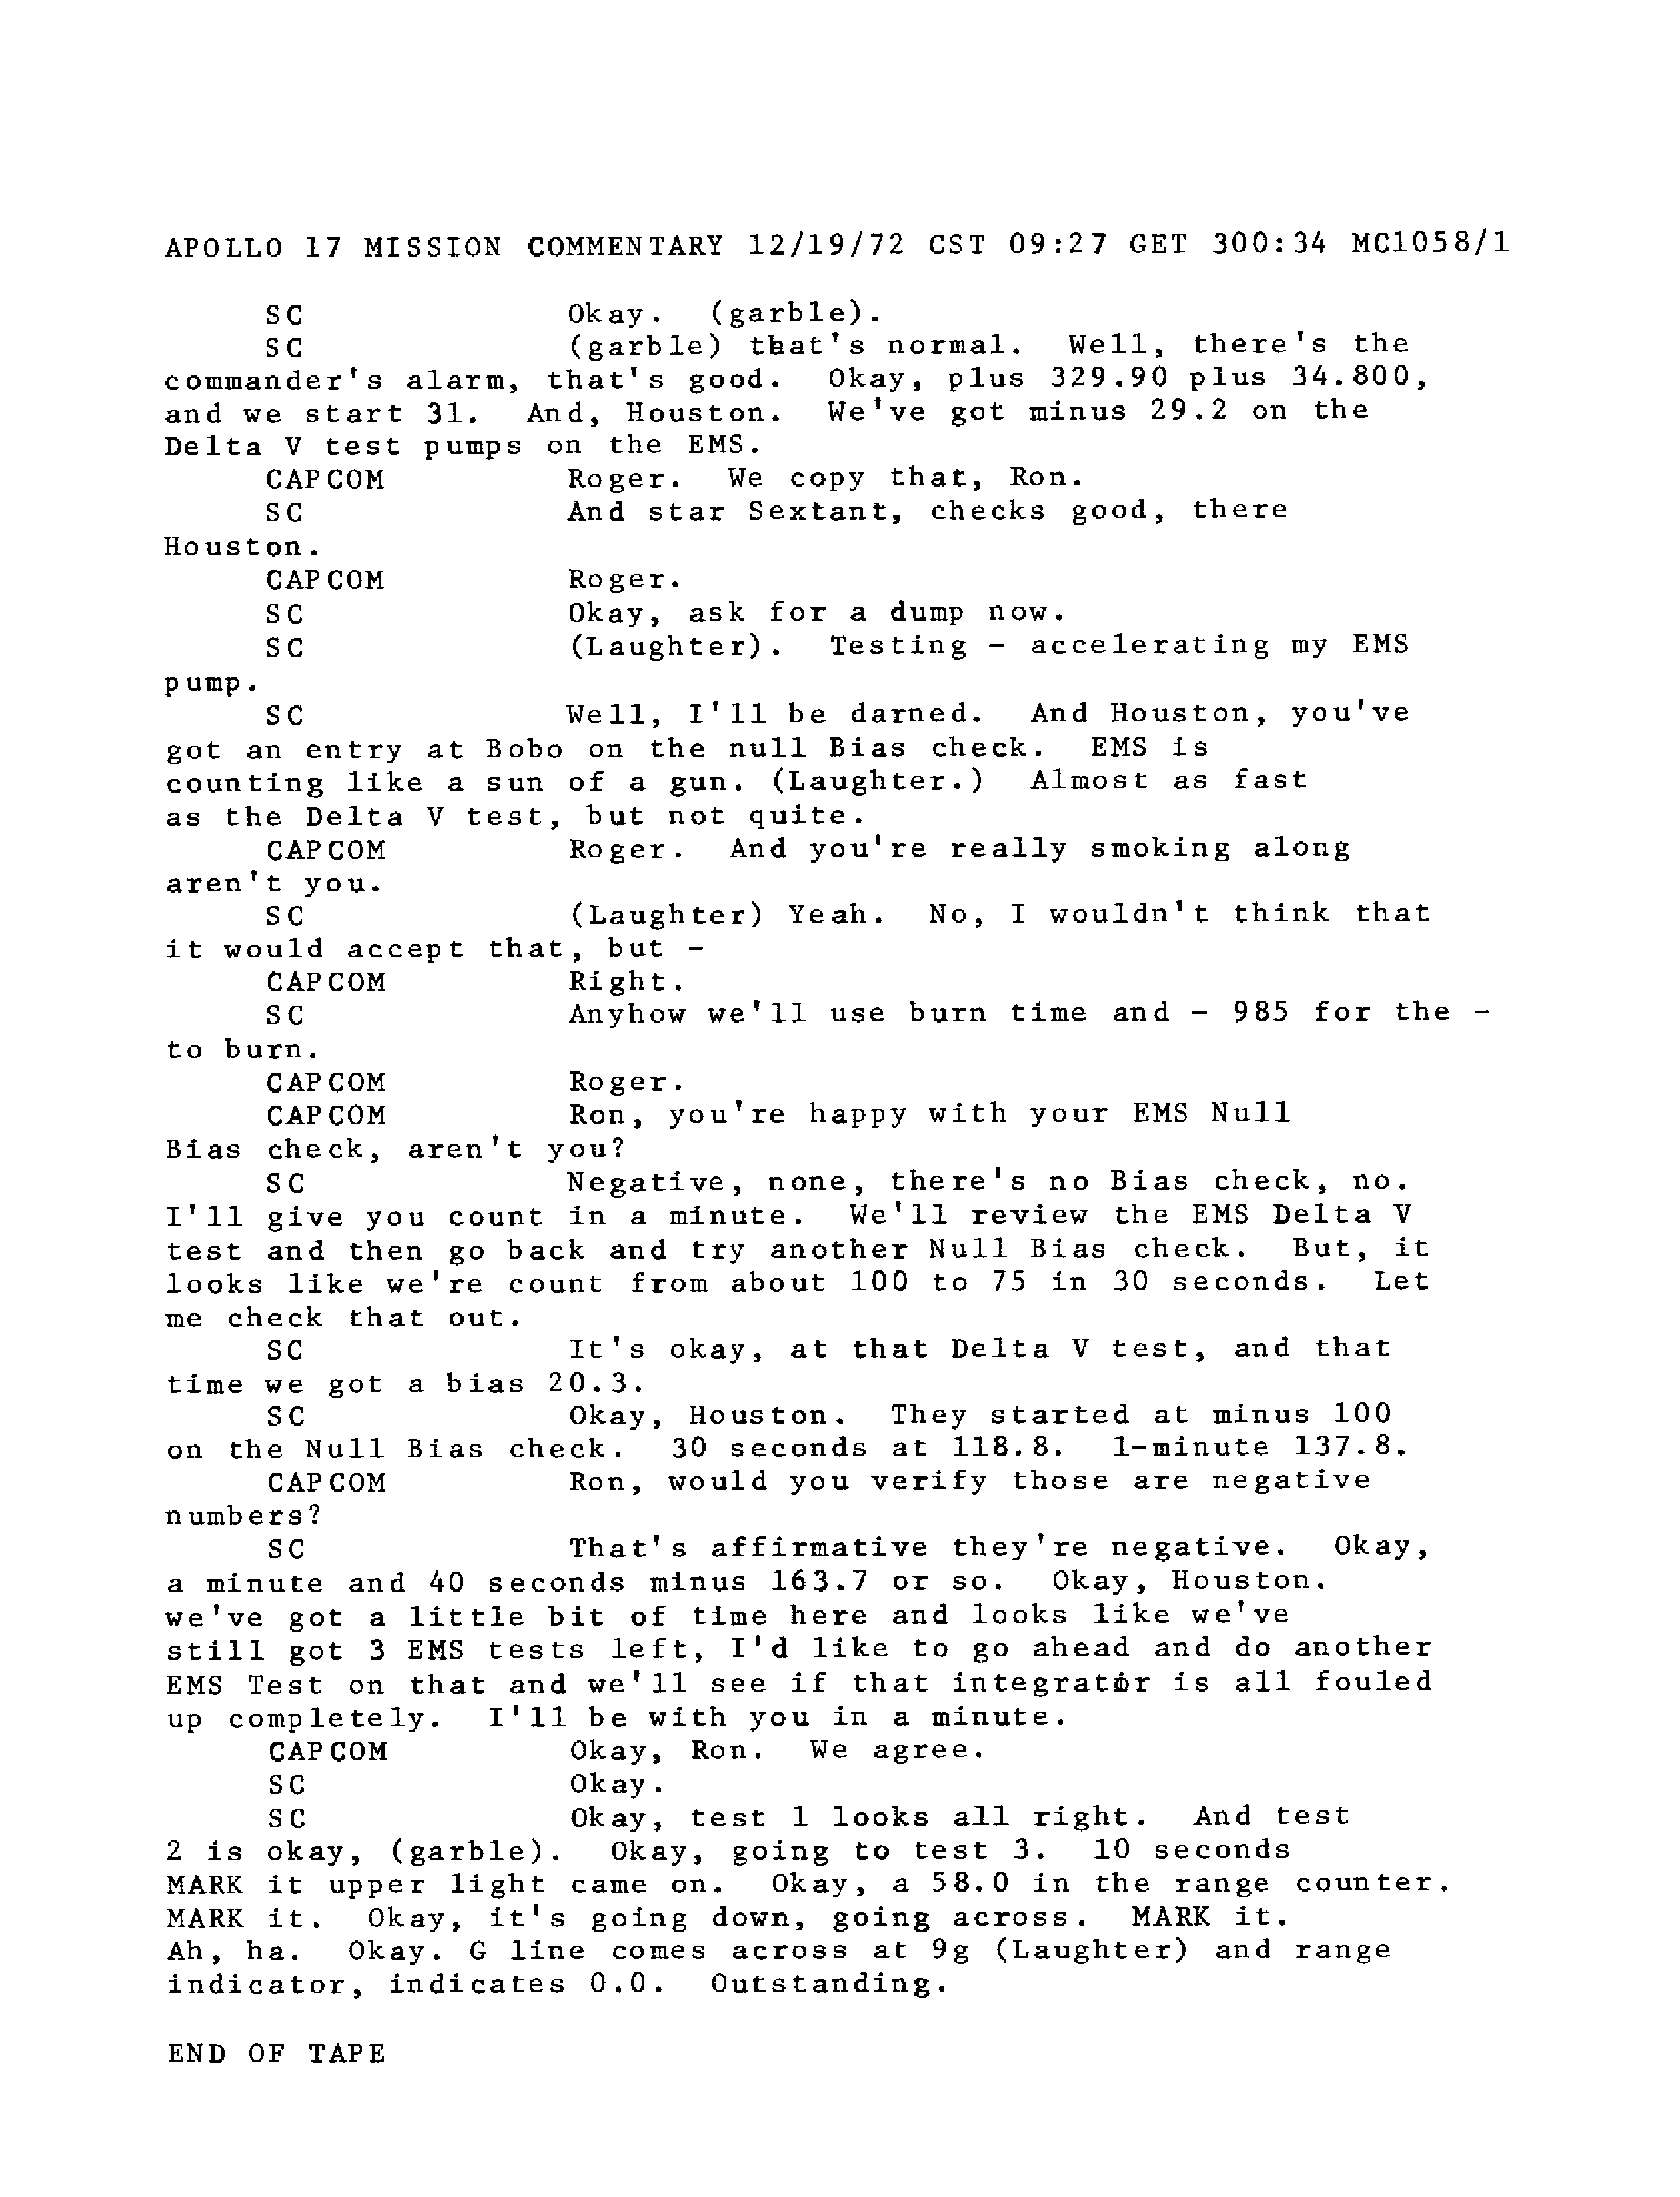 APOLLO 17 MISSION COMMENTARY 12/19/72 CST 09:27 GET 300:34 MC1058/1
SC Okay. (garble).
SC (garble) that's normal. Well, there's the
commander's alarm, that's good. Okay, plus 329.90 plus 34.800,
and we start 31. And, Houston. We've got minus 29.2 on the
Delta V test pumps on the EMS.
CAPCOM Roger. We copy that, Ron.
SC And star Sextant, checks good, there
Houston.
CAPCOM Roger.
SC Okay, ask for a dump now.
SC (Laughter). Testing - accelerating my EMS
pump.
SC Well, I'll be darned. And Houston, you've
got an entry at Bobo on the null Bias check. EMS is
counting like a sun of a gun. (Laughter.) Almost as fast
as the Delta V test, but not quite.
CAPCOM Roger. And you're really smoking along
aren't you.
SC (Laughter) Yeah. No, I wouldn't think that
it would accept that, but -
CAPCOM Right.
SC Anyhow we'll use burn time and - 985 for the -
to burn.
CAPCOM Roger.
CAPCOM Ron, you're happy with your EMS Null
Bias check, aren't you?
SC Negative, none, there's no Bias check, no.
I'll give you count in a minute. We'll review the EMS Delta V
test and then go back and try another Null Bias check. But, it
looks like we're count from about 100 to 75 in 30 seconds. Let
me check that out.
SC It's okay, at that Delta V test, and that
time we got a bias 20.3.
SC Okay, Houston. They started at minus 100
on the Null Bias check. 30 seconds at 118.8. 1-minute 137.8.
CAPCOM Ron, would you verify those are negative
numbers?
SC That's affirmative they're negative. Okay,
a minute and 40 seconds minus 163.7 or so. Okay, Houston.
we've got a little bit of time here and looks like we've
still got 3 EMS tests left, I'd like to go ahead and do another
EMS Test on that and we'll see if that integrator is all fouled
up completely. I'll be with you in a minute.
CAPCOM Okay, Ron. We agree.
SC Okay.
SC Okay, test 1 looks all right. And test
2 is okay, (garble). Okay, going to test 3. 10 seconds
MARK it upper light came on. Okay, a 58.0 in the range counter.
MARK it. Okay, it's going down, going across. MARK it.
Ah, ha. Okay. G line comes across at 9g (Laughter) and range
indicator, indicates 0.0. Outstanding.
END OF TAPE